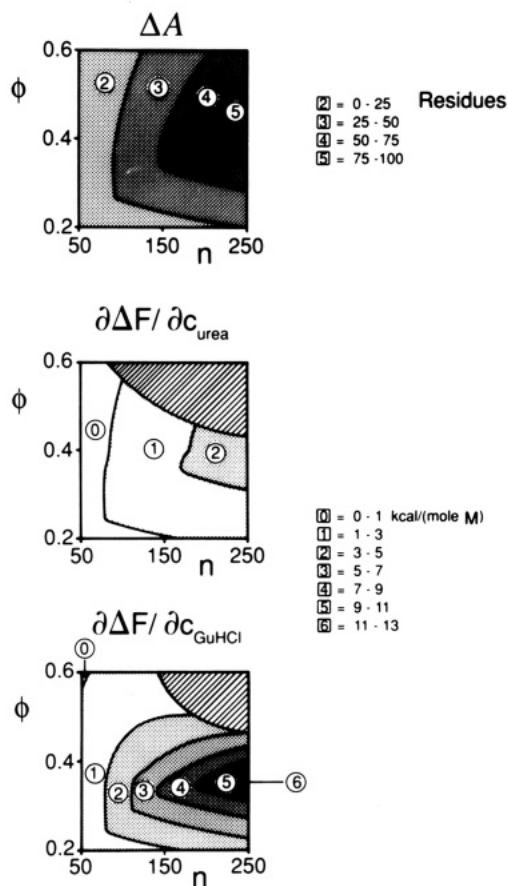 ΔA
0.6
ϕ
0.4
0.2
2
3
4
5
50
150
n
250
2 = 0 - 25 Residues
3 = 25 - 50
4 = 50 - 75
5 = 75 -100
∂ΔF/ ∂c urea
0.6
ϕ
0.4
0.2
0
1
2
50
150
n
250
0 = 0 - 1 kcal/(mole M)
1 = 1 - 3
2 = 3 - 5
3 = 5 - 7
4 = 7 - 9
5 = 9 - 11
6 = 11 - 13
∂ΔF/ ∂c GuHCl
0
0.6
ϕ
0.4
0.2
1
2
3
4
5
6
50
150
n
250